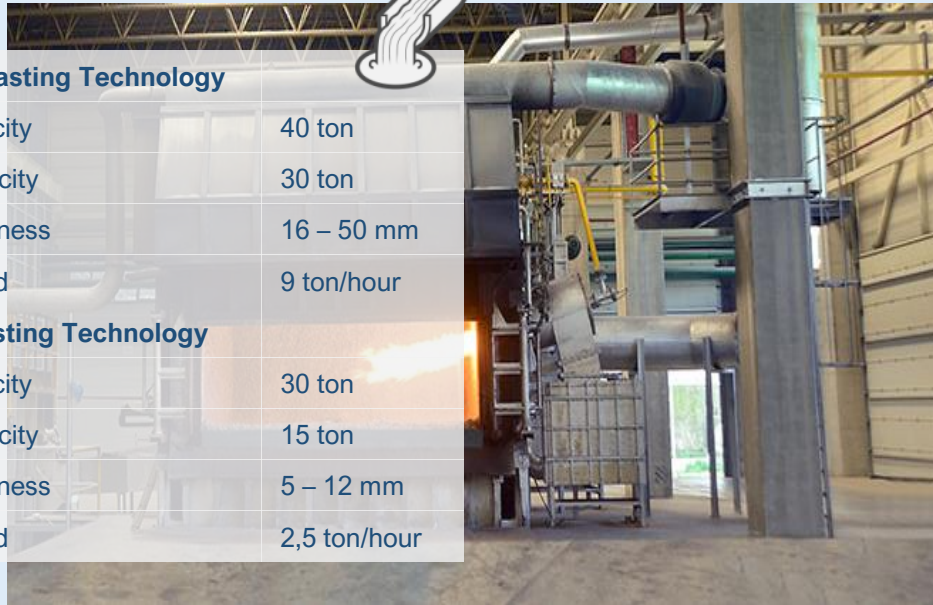 asting Technology
city 40 ton
city 30 ton
ness 16 – 50 mm
d 9 ton/hour
sting Technology
city 30 ton
city 15 ton
ness 5 – 12 mm
d 2,5 ton/hour